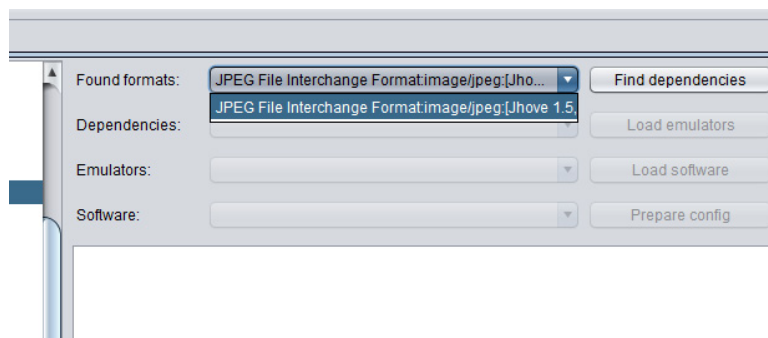 Found formats: JPEG File Interchange Format:image/jpeg:[Jho... Find dependencies
JPEG File Interchange Format:image/jpeg:[Jhove 1.5,
Dependencies: Load emulators
Emulators: Load software
Software: Prepare config